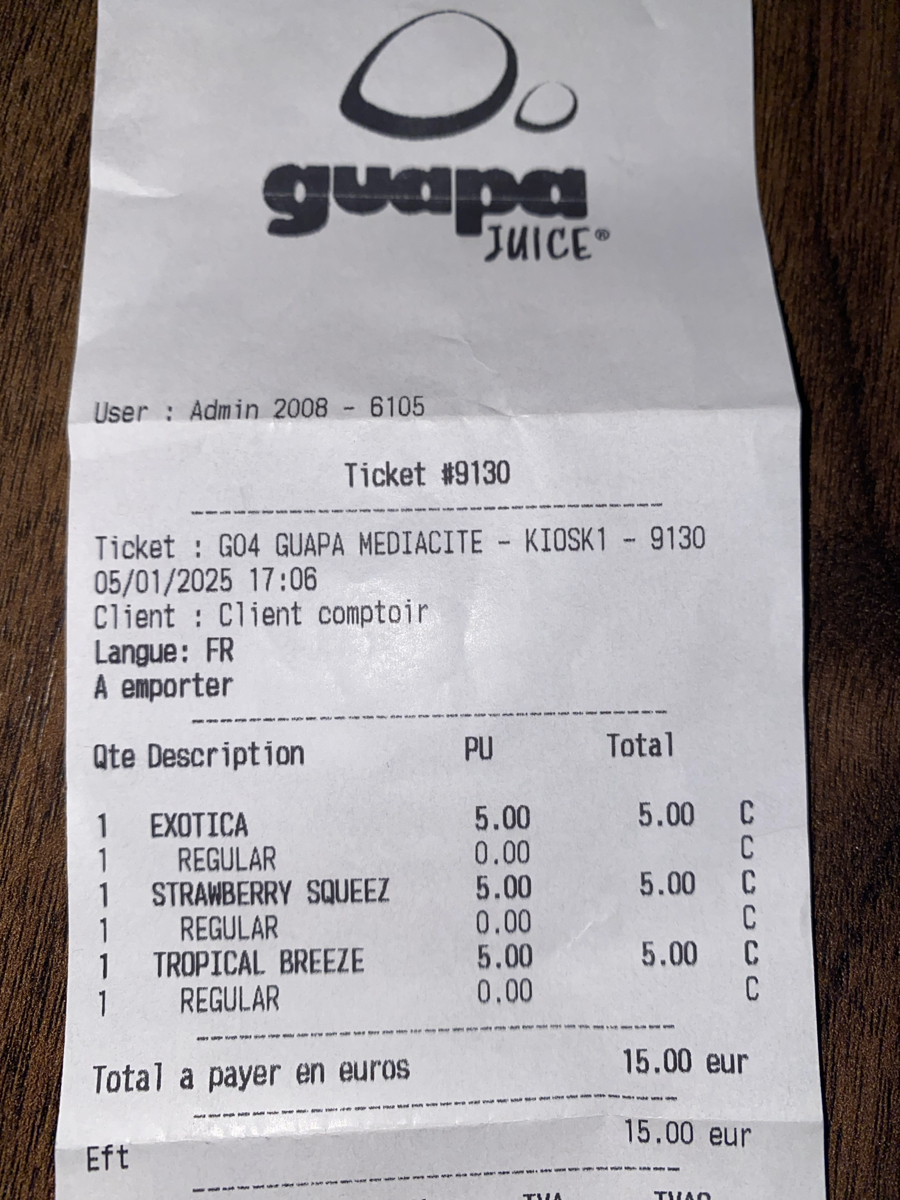 guapa
JUICE®
User : Admin 2008 - 6105
Ticket #9130
Ticket : GO4 GUAPA MEDIACITE - KIOSK1 - 9130
05/01/2025 17:06
Client : Client comptoir
Langue: FR
A emporter
Qte Description PU Total
1 EXOTICA 5.00 5.00 C
1 REGULAR 0.00 C
1 STRAWBERRY SQUEEZ 5.00 5.00 C
1 REGULAR 0.00 C
1 TROPICAL BREEZE 5.00 5.00 C
1 REGULAR 0.00 C
Total a payer en euros 15.00 eur
Eft 15.00 eur